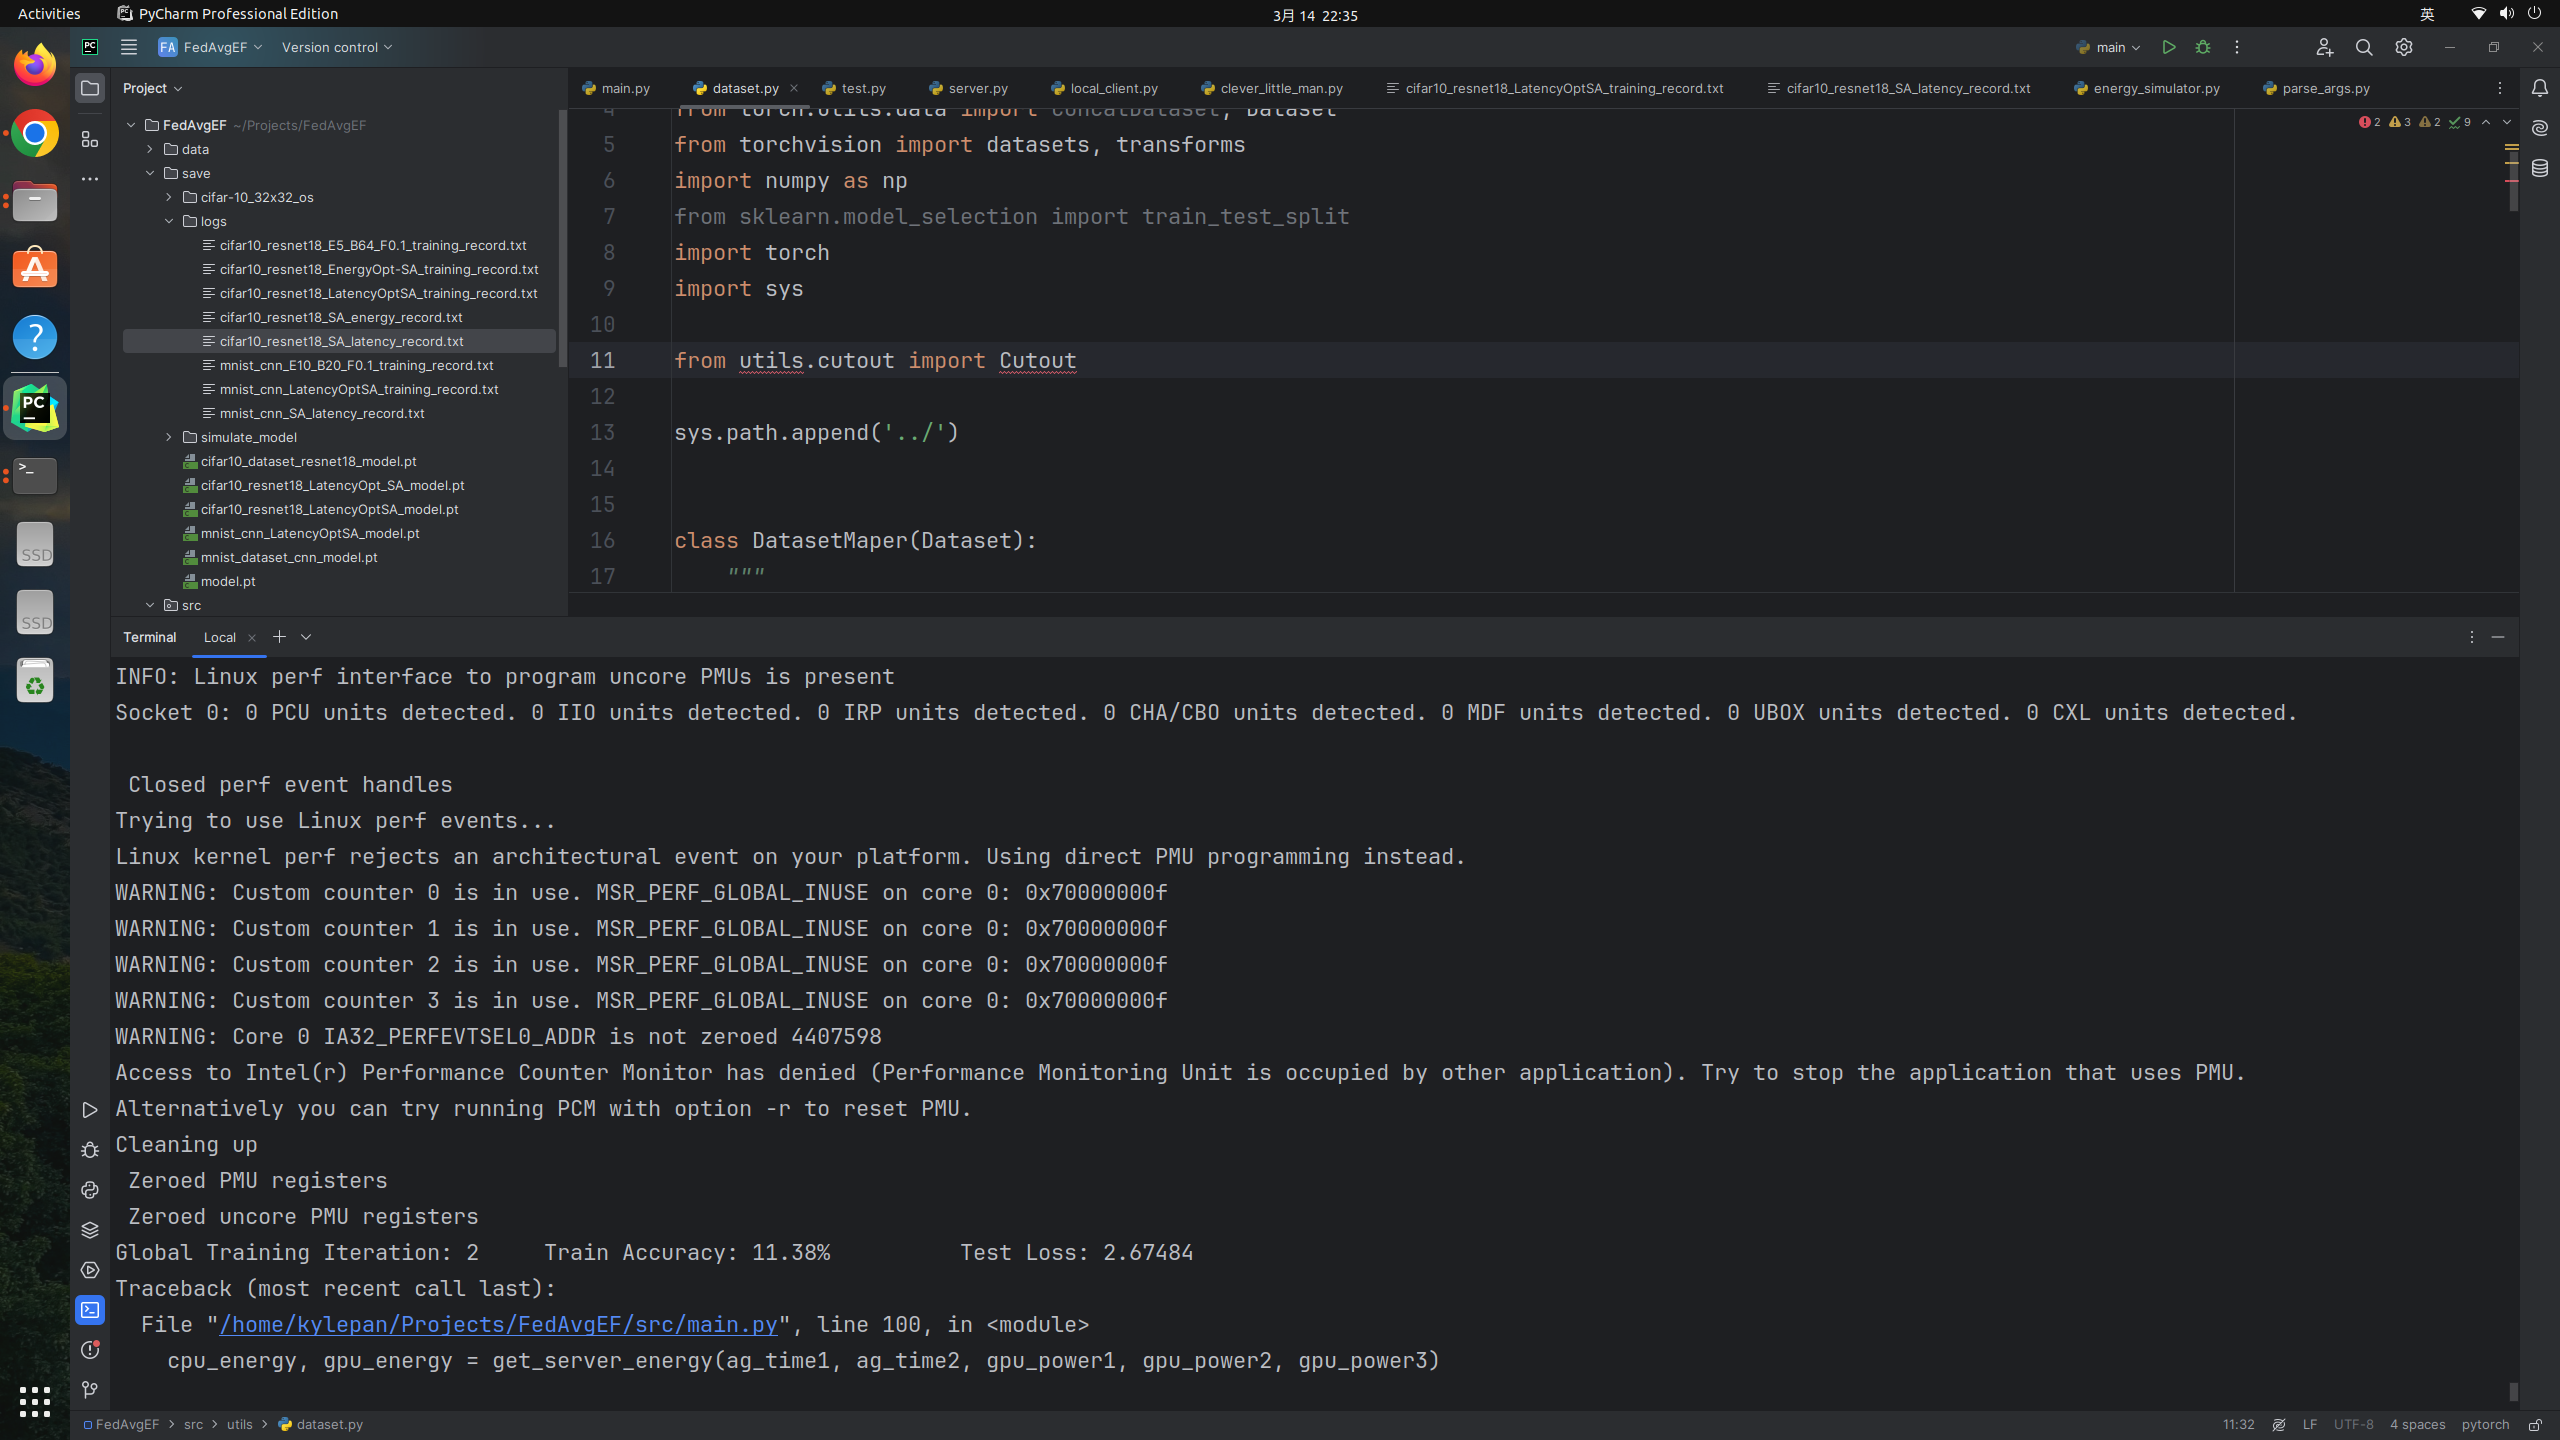 Activities
PyCharm Professional Edition
3月 14 22:35
英
PC
FA FedAvgEF
Version control
main
Project
main.py
dataset.py
test.py
server.py
local_client.py
clever_little_man.py
cifar10_resnet18_LatencyOptSA_training_record.txt
cifar10_resnet18_SA_latency_record.txt
energy_simulator.py
parse_args.py
FedAvgEF ~/Projects/FedAvgEF
data
save
cifar-10_32x32_os
logs
cifar10_resnet18_E5_B64_F0.1_training_record.txt
cifar10_resnet18_EnergyOpt-SA_training_record.txt
cifar10_resnet18_LatencyOptSA_training_record.txt
cifar10_resnet18_SA_energy_record.txt
cifar10_resnet18_SA_latency_record.txt
mnist_cnn_E10_B20_F0.1_training_record.txt
mnist_cnn_LatencyOptSA_training_record.txt
mnist_cnn_SA_latency_record.txt
simulate_model
cifar10_dataset_resnet18_model.pt
cifar10_resnet18_LatencyOpt_SA_model.pt
cifar10_resnet18_LatencyOptSA_model.pt
mnist_cnn_LatencyOptSA_model.pt
mnist_dataset_cnn_model.pt
model.pt
src
PC
SSD
SSD
2 3 2 9
4 from torch.utils.data import ConcatDataset, Dataset
5 from torchvision import datasets, transforms
6 import numpy as np
7 from sklearn.model_selection import train_test_split
8 import torch
9 import sys
10
11 from utils.cutout import Cutout
12
13 sys.path.append('../')
14
15
16 class DatasetMaper(Dataset):
17 """
Terminal
Local
INFO: Linux perf interface to program uncore PMUs is present
Socket 0: 0 PCU units detected. 0 IIO units detected. 0 IRP units detected. 0 CHA/CBO units detected. 0 MDF units detected. 0 UBOX units detected. 0 CXL units detected.
Closed perf event handles
Trying to use Linux perf events...
Linux kernel perf rejects an architectural event on your platform. Using direct PMU programming instead.
WARNING: Custom counter 0 is in use. MSR_PERF_GLOBAL_INUSE on core 0: 0x70000000f
WARNING: Custom counter 1 is in use. MSR_PERF_GLOBAL_INUSE on core 0: 0x70000000f
WARNING: Custom counter 2 is in use. MSR_PERF_GLOBAL_INUSE on core 0: 0x70000000f
WARNING: Custom counter 3 is in use. MSR_PERF_GLOBAL_INUSE on core 0: 0x70000000f
WARNING: Core 0 IA32_PERFEVTSEL0_ADDR is not zeroed 4407598
Access to Intel(r) Performance Counter Monitor has denied (Performance Monitoring Unit is occupied by other application). Try to stop the application that uses PMU.
Alternatively you can try running PCM with option -r to reset PMU.
Cleaning up
Zeroed PMU registers
Zeroed uncore PMU registers
Global Training Iteration: 2 Train Accuracy: 11.38% Test Loss: 2.67484
Traceback (most recent call last):
File "/home/kylepan/Projects/FedAvgEF/src/main.py", line 100, in <module>
cpu_energy, gpu_energy = get_server_energy(ag_time1, ag_time2, gpu_power1, gpu_power2, gpu_power3)
FedAvgEF > src > utils > dataset.py
11:32
LF
UTF-8
4 spaces
pytorch